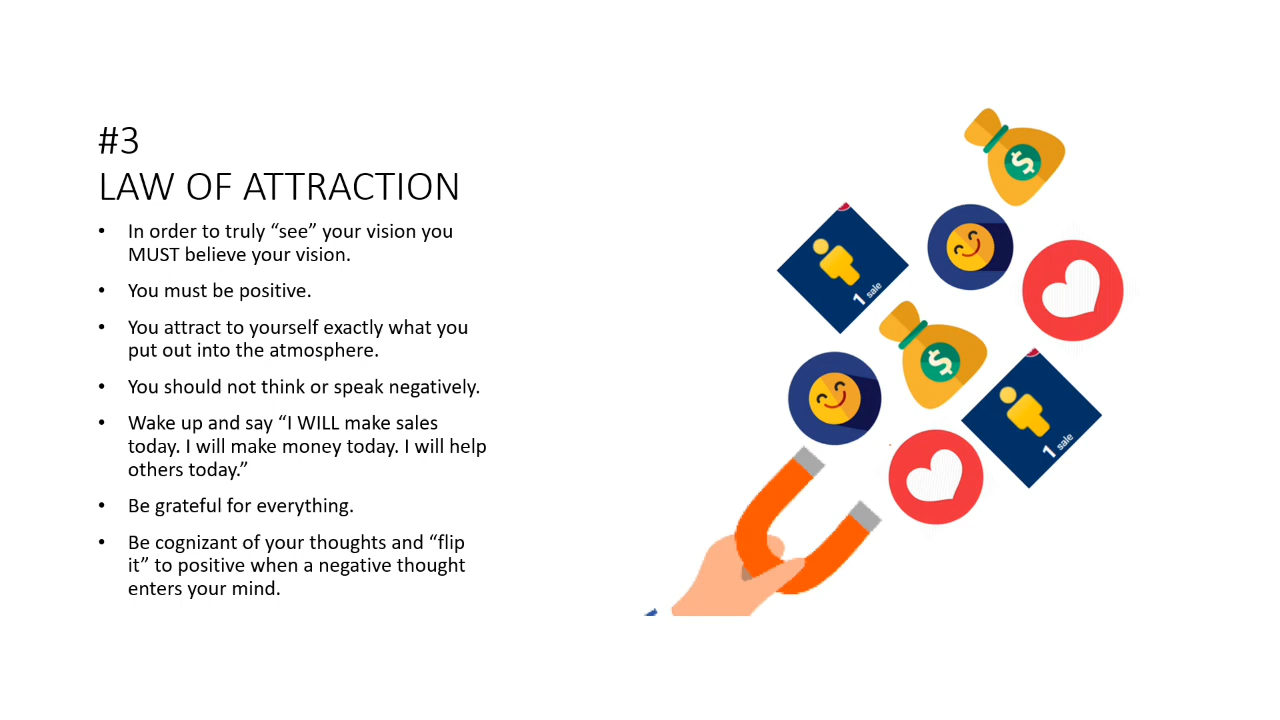 #3
LAW OF ATTRACTION
• In order to truly “see” your vision you
MUST believe your vision.
• You must be positive.
• You attract to yourself exactly what you
put out into the atmosphere.
• You should not think or speak negatively.
• Wake up and say “I WILL make sales
today. I will make money today. I will help
others today.”
• Be grateful for everything.
• Be cognizant of your thoughts and “flip
it” to positive when a negative thought
enters your mind.
$
1 sale
$
1 sale